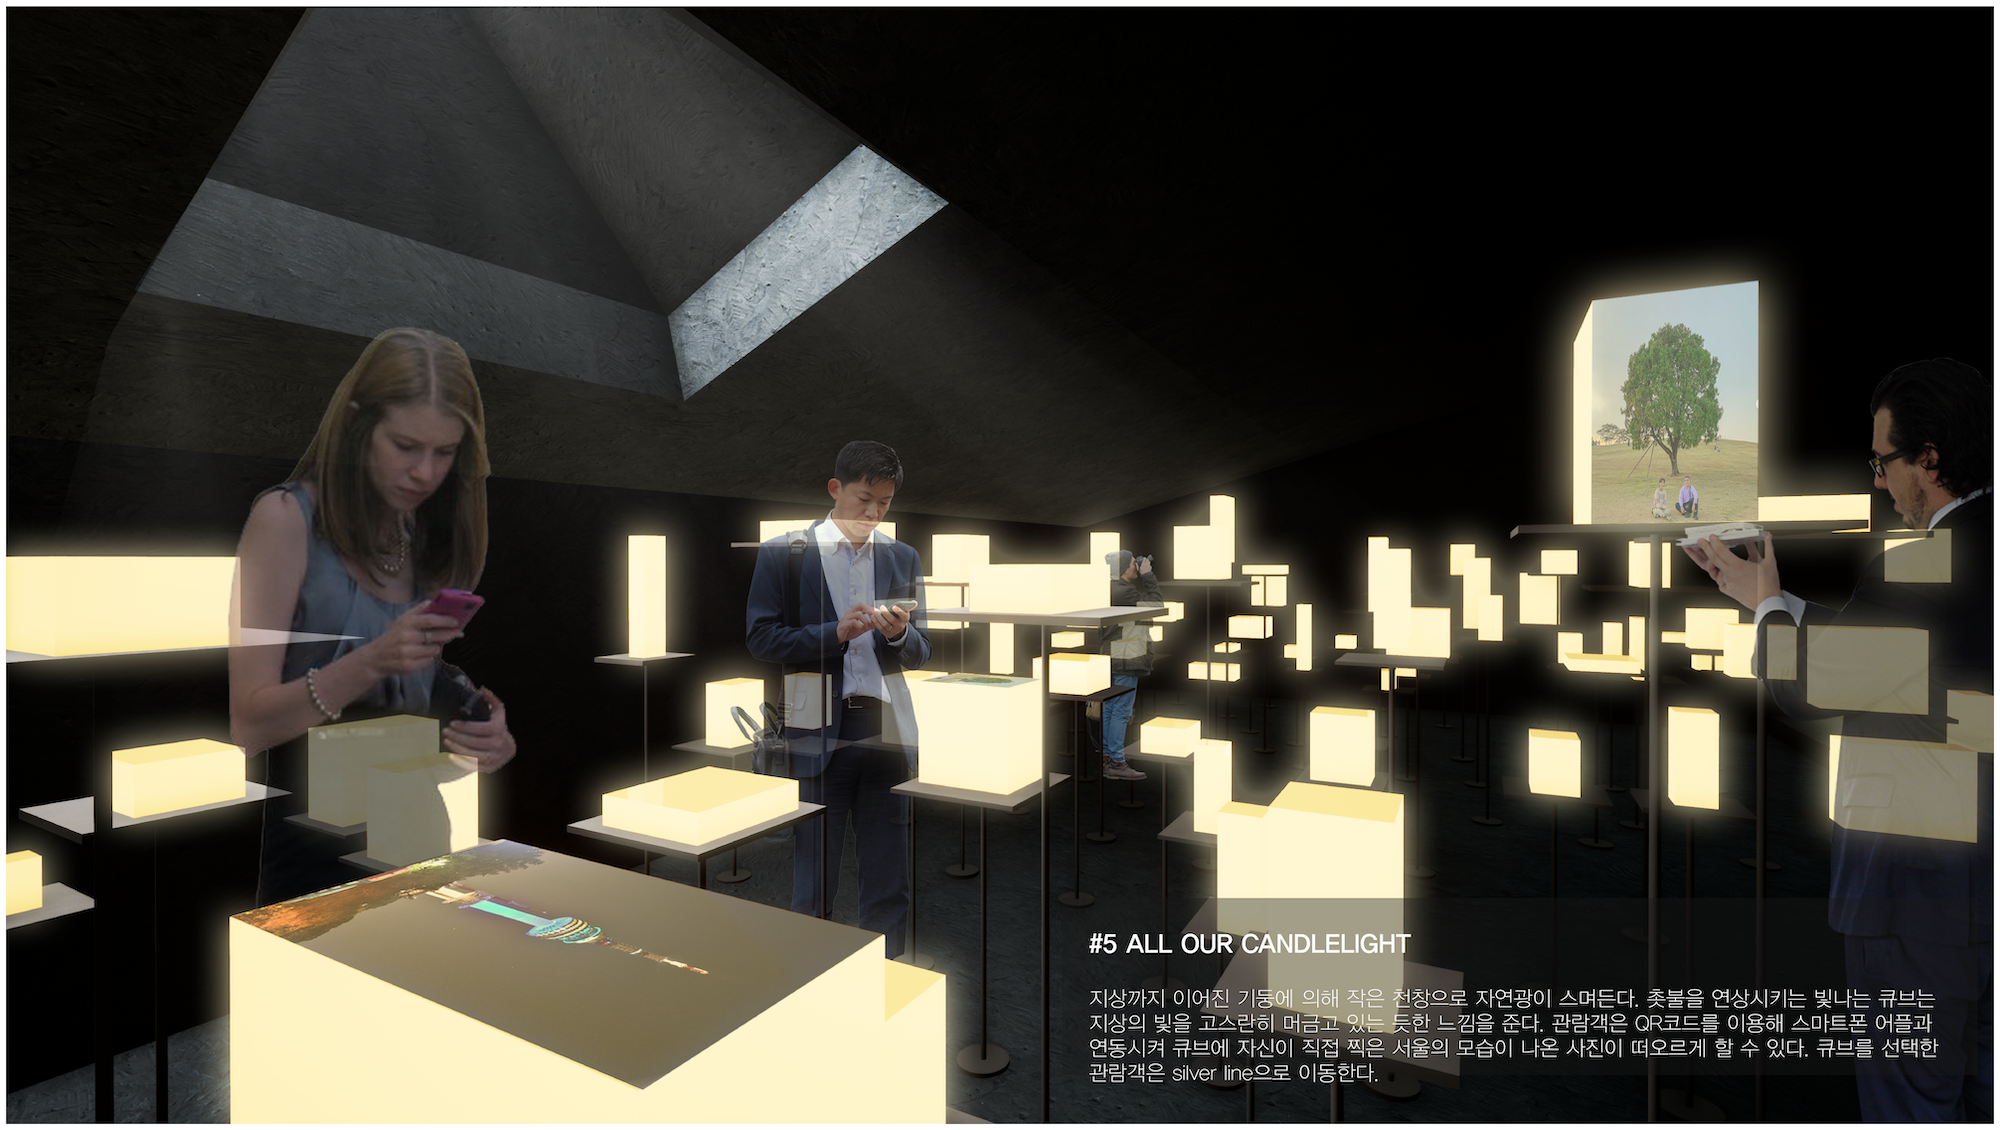 #5 ALL OUR CANDLELIGHT
지상까지 이어진 기둥에 의해 작은 천창으로 자연광이 스며든다. 촛불을 연상시키는 빛나는 큐브는
지상의 빛을 고스란히 머금고 있는 듯한 느낌을 준다. 관람객은 QR코드를 이용해 스마트폰 어플과
연동시켜 큐브에 자신이 직접 찍은 서울의 모습이 나온 사진이 떠오르게 할 수 있다. 큐브를 선택한
관람객은 silver line으로 이동한다.